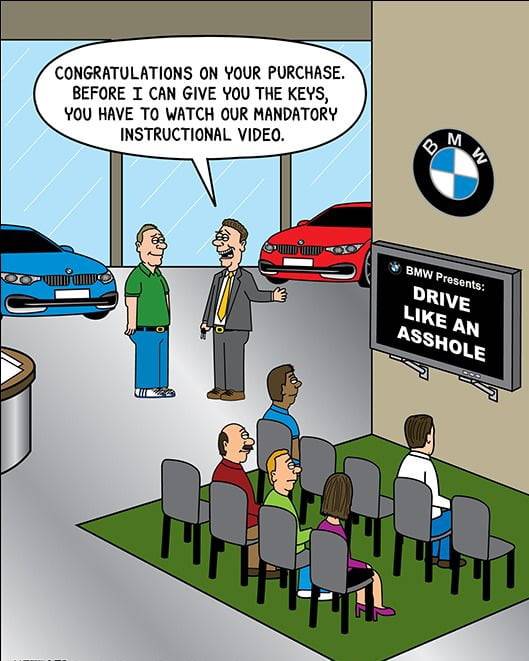 CONGRATULATIONS ON YOUR PURCHASE.
BEFORE I CAN GIVE YOU THE KEYS,
YOU HAVE TO WATCH OUR MANDATORY
INSTRUCTIONAL VIDEO.
BMW
BMW Presents:
DRIVE
LIKE AN
ASSHOLE